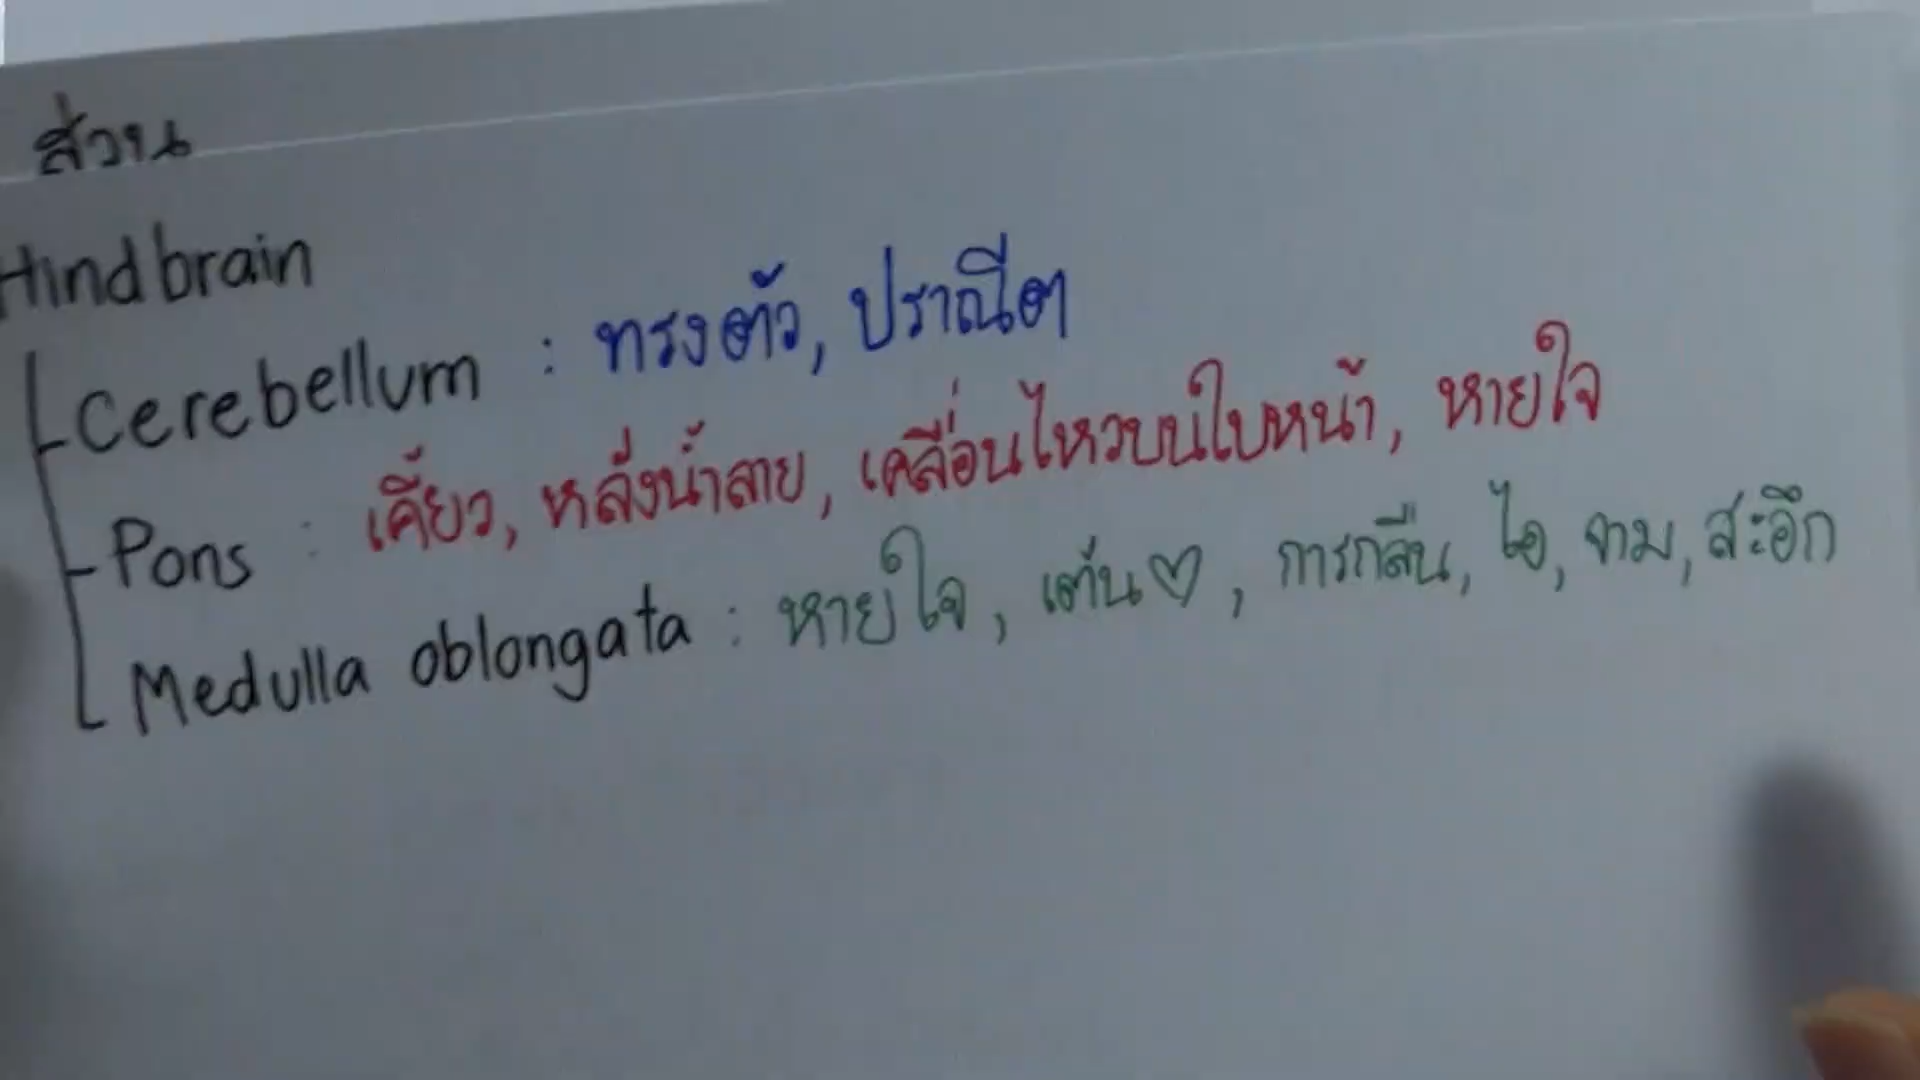 ส่วน
Hindbrain
Cerebellum : ทรงตัว, ปราณีต
Pons : เคี้ยว, หลั่งน้ำลาย, เคลื่อนไหวบนใบหน้า, หายใจ
Medulla oblongata : หายใจ, เต้น♡, การกลืน, ไอ, จาม, สะอึก